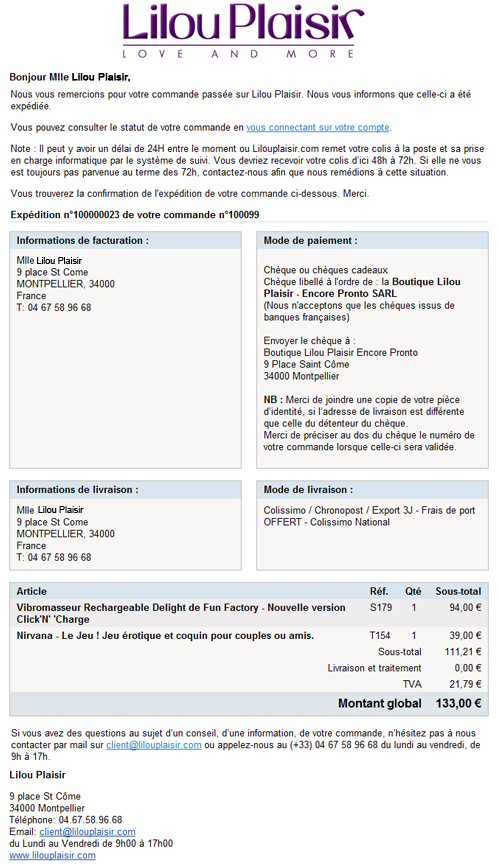 Lilou Plaisir
LOVE AND MORE
Bonjour Mlle Lilou Plaisir,
Nous vous remercions pour votre commande passée sur Lilou Plaisir. Nous vous informons que celle-ci a été
expédiée.
Vous pouvez consulter le statut de votre commande en vous connectant sur votre compte.
Note : Il peut y avoir un délai de 24H entre le moment ou Lilouplaisir.com remet votre colis à la poste et sa prise
en charge informatique par le système de suivi. Vous devriez recevoir votre colis d'ici 48h à 72h. Si elle ne vous
est toujours pas parvenue au terme des 72h, contactez-nous afin que nous remédions à cette situation.
Vous trouverez la confirmation de l'expédition de votre commande ci-dessous. Merci.
Expédition n°100000023 de votre commande n°100099
Informations de facturation :
Mlle Lilou Plaisir
9 place St Come
MONTPELLIER, 34000
France
T: 04 67 58 96 68
Mode de paiement :
Chèque ou chèques cadeaux
Chèque libellé à l'ordre de : la Boutique Lilou
Plaisir - Encore Pronto SARL
(Nous n'acceptons que les chèques issus de
banques françaises)
Envoyer le chèque à :
Boutique Lilou Plaisir Encore Pronto
9 Place Saint Côme
34000 Montpellier
NB : Merci de joindre une copie de votre pièce
d'identité, si l'adresse de livraison est différente
que celle du détenteur du chèque.
Merci de préciser au dos du chèque le numéro de
votre commande lorsque celle-ci sera validée.
Informations de livraison :
Mlle Lilou Plaisir
9 place St Come
MONTPELLIER, 34000
France
T: 04 67 58 96 68
Mode de livraison :
Colissimo / Chronopost / Export 3J - Frais de port
OFFERT - Colissimo National
Article Réf. Qté Sous-total
Vibromasseur Rechargeable Delight de Fun Factory - Nouvelle version S179 1 94,00 €
Click'N' 'Charge
Nirvana - Le Jeu ! Jeu érotique et coquin pour couples ou amis. T154 1 39,00 €
Sous-total 111,21 €
Livraison et traitement 0,00 €
TVA 21,79 €
Montant global 133,00 €
Si vous avez des questions au sujet d'un conseil, d'une information, de votre commande, n'hésitez pas à nous
contacter par mail sur client@lilouplaisir.com ou appelez-nous au (+33) 04 67 58 96 68 du lundi au vendredi, de
9h à 17h.
Lilou Plaisir
9 place St Côme
34000 Montpellier
Téléphone: 04.67.58.96.68
Email: client@lilouplaisir.com
du Lundi au Vendredi de 9h00 à 17h00
www.lilouplaisir.com